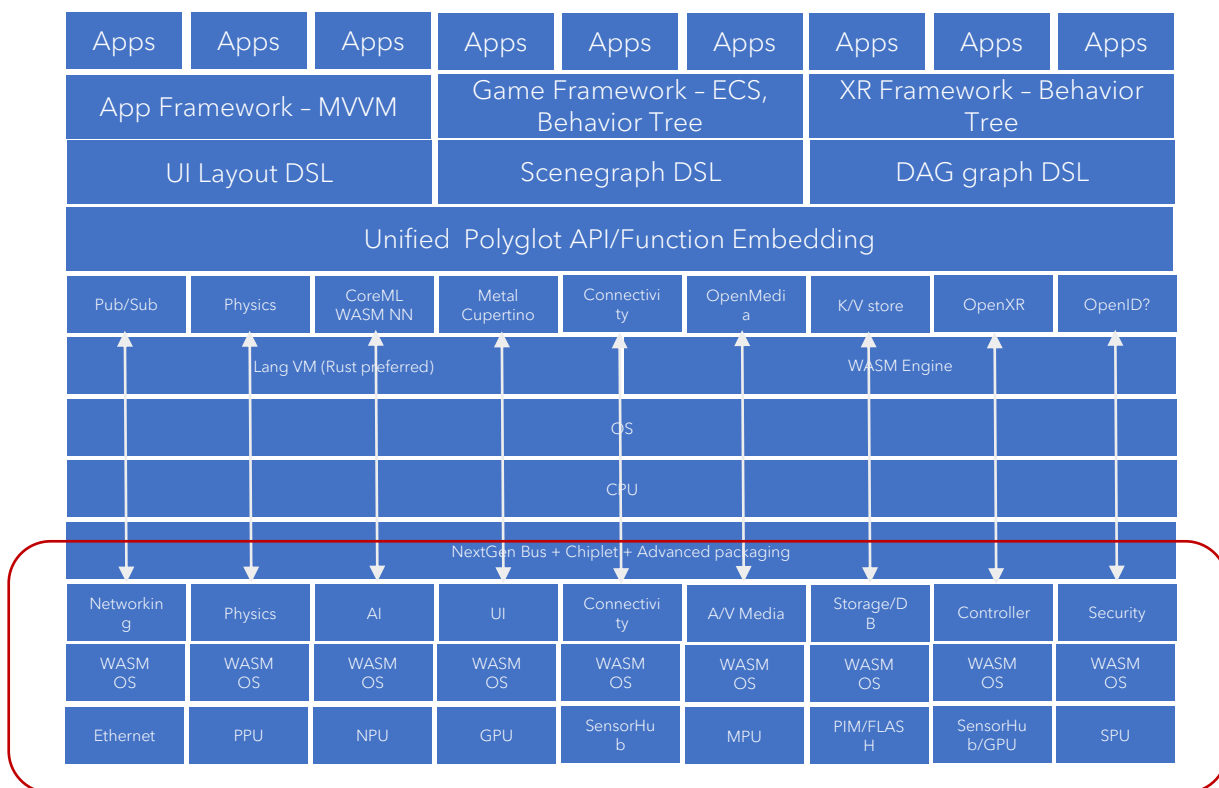 Apps Apps Apps Apps Apps Apps Apps Apps Apps
App Framework – MVVM
Game Framework – ECS,
Behavior Tree
XR Framework – Behavior
Tree
UI Layout DSL
Scenegraph DSL
DAG graph DSL
Unified Polyglot API/Function Embedding
Pub/Sub
Physics
CoreML
WASM NN
Metal
Cupertino
Connectivi
ty
OpenMedi
a
K/V store
OpenXR
OpenID?
Lang VM (Rust preferred)
WASM Engine
OS
CPU
NextGen Bus + Chiplet + Advanced packaging
Networkin
g
Physics
AI
UI
Connectivi
ty
A/V Media
Storage/D
B
Controller
Security
WASM
OS
WASM
OS
WASM
OS
WASM
OS
WASM
OS
WASM
OS
WASM
OS
WASM
OS
WASM
OS
Ethernet
PPU
NPU
GPU
SensorHu
b
MPU
PIM/FLAS
H
SensorHu
b/GPU
SPU